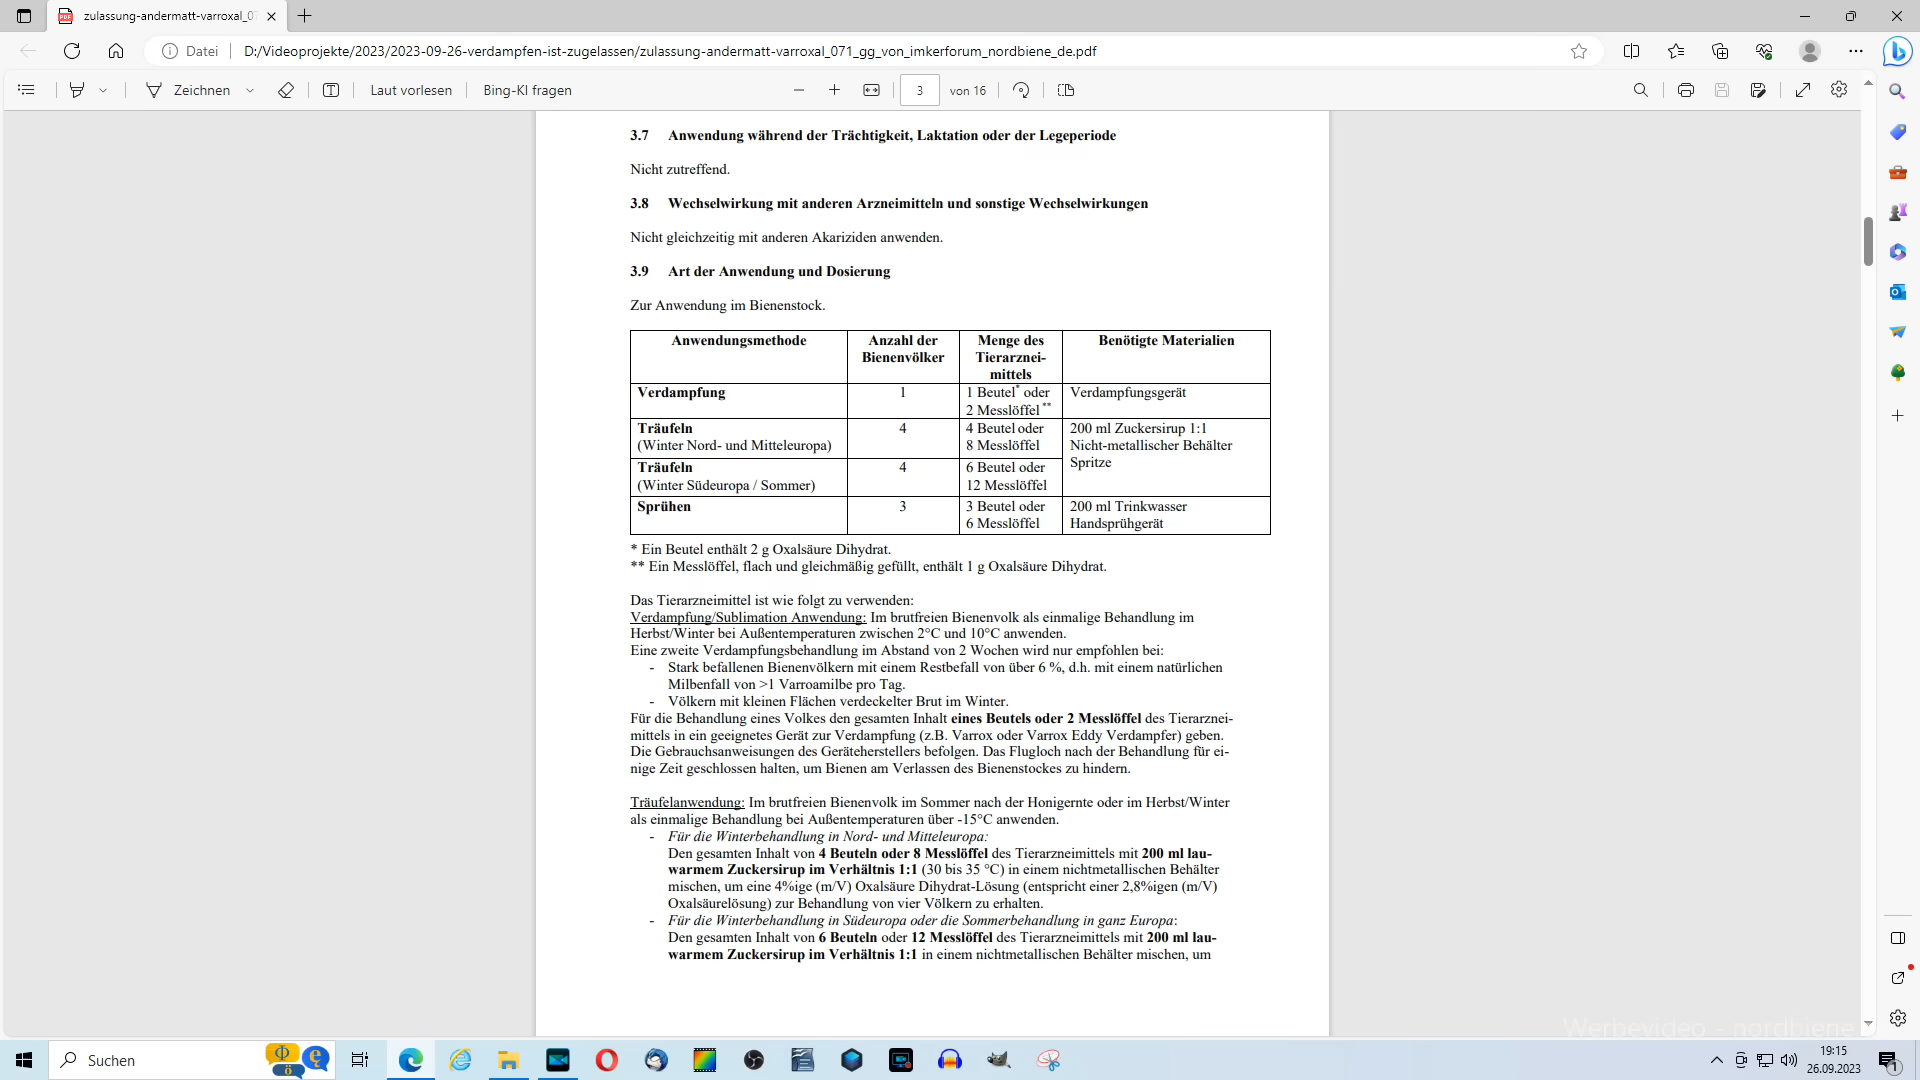 zulassung-andermatt-varroxal_07
Datei
D:/Videoprojekte/2023/2023-09-26-verdampfen-ist-zugelassen/zulassung-andermatt-varroxal_071_gg_von_imkerforum_nordbiene_de.pdf
Zeichnen
Laut vorlesen
Bing-KI fragen
3
von 16
3.7 Anwendung während der Trächtigkeit, Laktation oder der Legeperiode
Nicht zutreffend.
3.8 Wechselwirkung mit anderen Arzneimitteln und sonstige Wechselwirkungen
Nicht gleichzeitig mit anderen Akariziden anwenden.
3.9 Art der Anwendung und Dosierung
Zur Anwendung im Bienenstock.
Anwendungsmethode
Anzahl der
Bienenvölker
Menge des
Tierarznei-
mittels
Benötigte Materialien
Verdampfung
1
1 Beutel* oder
2 Messlöffel **
Verdampfungsgerät
Träufeln
(Winter Nord- und Mitteleuropa)
4
4 Beutel oder
8 Messlöffel
200 ml Zuckersirup 1:1
Nicht-metallischer Behälter
Spritze
Träufeln
(Winter Südeuropa / Sommer)
4
6 Beutel oder
12 Messlöffel
Sprühen
3
3 Beutel oder
6 Messlöffel
200 ml Trinkwasser
Handsprühgerät
* Ein Beutel enthält 2 g Oxalsäure Dihydrat.
** Ein Messlöffel, flach und gleichmäßig gefüllt, enthält 1 g Oxalsäure Dihydrat.
Das Tierarzneimittel ist wie folgt zu verwenden:
Verdampfung/Sublimation Anwendung: Im brutfreien Bienenvolk als einmalige Behandlung im
Herbst/Winter bei Außentemperaturen zwischen 2°C und 10°C anwenden.
Eine zweite Verdampfungsbehandlung im Abstand von 2 Wochen wird nur empfohlen bei:
- Stark befallenen Bienenvölkern mit einem Restbefall von über 6 %, d.h. mit einem natürlichen
Milbenfall von >1 Varroamilbe pro Tag.
- Völkern mit kleinen Flächen verdeckelter Brut im Winter.
Für die Behandlung eines Volkes den gesamten Inhalt eines Beutels oder 2 Messlöffel des Tierarznei-
mittels in ein geeignetes Gerät zur Verdampfung (z.B. Varrox oder Varrox Eddy Verdampfer) geben.
Die Gebrauchsanweisungen des Geräteherstellers befolgen. Das Flugloch nach der Behandlung für ei-
nige Zeit geschlossen halten, um Bienen am Verlassen des Bienenstockes zu hindern.
Träufelanwendung: Im brutfreien Bienenvolk im Sommer nach der Honigernte oder im Herbst/Winter
als einmalige Behandlung bei Außentemperaturen über -15°C anwenden.
- Für die Winterbehandlung in Nord- und Mitteleuropa:
Den gesamten Inhalt von 4 Beuteln oder 8 Messlöffel des Tierarzneimittels mit 200 ml lau-
warmem Zuckersirup im Verhältnis 1:1 (30 bis 35 °C) in einem nichtmetallischen Behälter
mischen, um eine 4%ige (m/V) Oxalsäure Dihydrat-Lösung (entspricht einer 2,8%igen (m/V)
Oxalsäurelösung) zur Behandlung von vier Völkern zu erhalten.
- Für die Winterbehandlung in Südeuropa oder die Sommerbehandlung in ganz Europa:
Den gesamten Inhalt von 6 Beuteln oder 12 Messlöffel des Tierarzneimittels mit 200 ml lau-
warmem Zuckersirup im Verhältnis 1:1 in einem nichtmetallischen Behälter mischen, um
Werbevideo - nordbiene
Suchen
19:15
26.09.2023
1